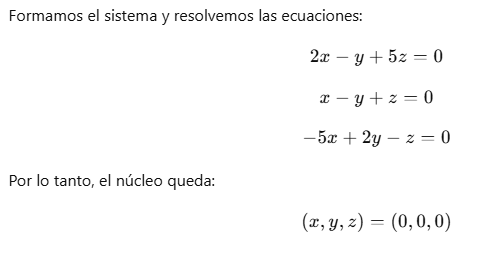 Formamos el sistema y resolvemos las ecuaciones:
2x − y + 5z = 0
x − y + z = 0
−5x + 2y − z = 0
Por lo tanto, el núcleo queda:
(x, y, z) = (0, 0, 0)